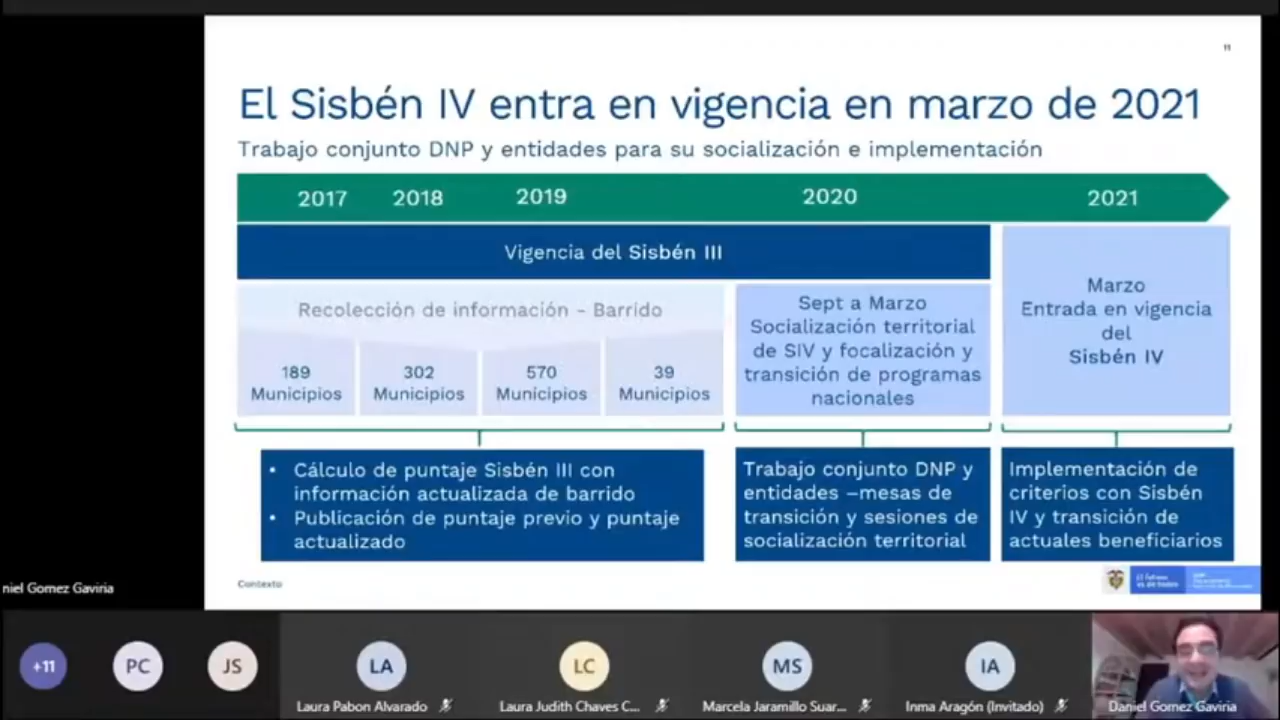 11
El Sisbén IV entra en vigencia en marzo de 2021
Trabajo conjunto DNP y entidades para su socialización e implementación
2017 2018 2019 2020 2021
Vigencia del Sisbén III
Recolección de información - Barrido
189
Municipios
302
Municipios
570
Municipios
39
Municipios
Sept a Marzo
Socialización territorial
de SIV y focalización y
transición de programas
nacionales
Marzo
Entrada en vigencia
del
Sisbén IV
• Cálculo de puntaje Sisbén III con
información actualizada de barrido
• Publicación de puntaje previo y puntaje
actualizado
Trabajo conjunto DNP y
entidades –mesas de
transición y sesiones de
socialización territorial
Implementación de
criterios con Sisbén
IV y transición de
actuales beneficiarios
Contexto
niel Gomez Gaviria
+11
PC
JS
LA
Laura Pabon Alvarado
LC
Laura Judith Chaves C...
MS
Marcela Jaramillo Suar...
IA
Inma Aragón (Invitado)
Daniel Gomez Gaviria